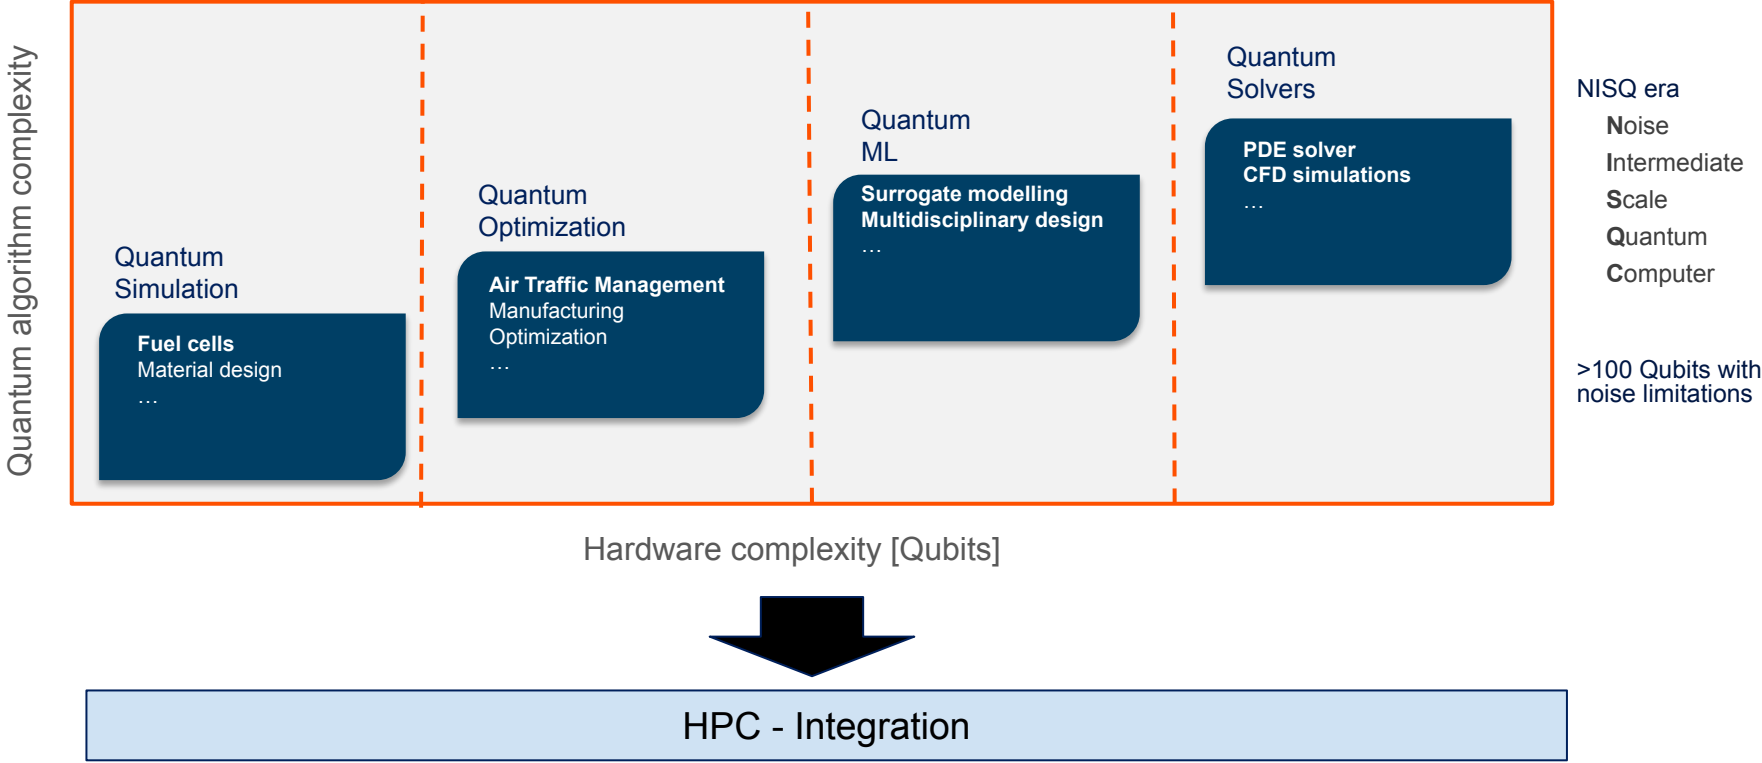 Quantum algorithm complexity
Quantum
Simulation
Fuel cells
Material design
…
Quantum
Optimization
Air Traffic Management
Manufacturing
Optimization
…
Quantum
ML
Surrogate modelling
Multidisciplinary design
…
Quantum
Solvers
PDE solver
CFD simulations
…
NISQ era
Noise
Intermediate
Scale
Quantum
Computer
>100 Qubits with
noise limitations
Hardware complexity [Qubits]
HPC - Integration